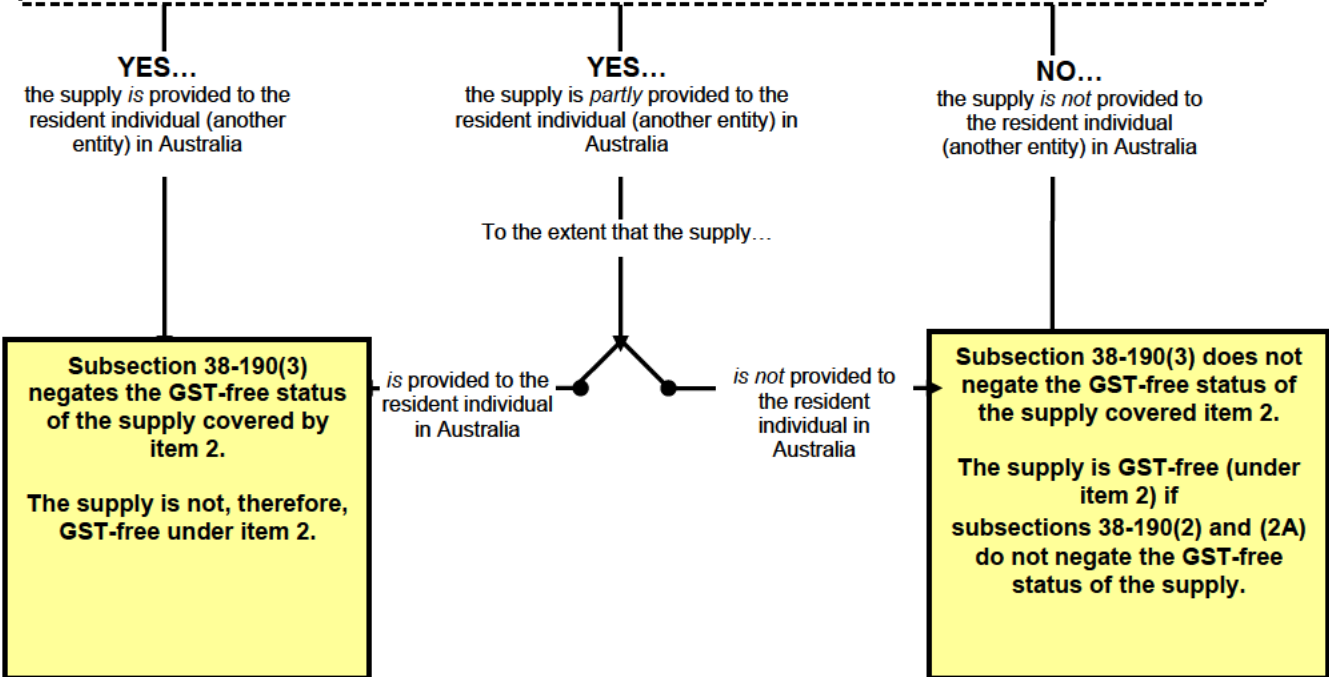 YES…
the supply is provided to the
resident individual (another
entity) in Australia
YES…
the supply is partly provided to the
resident individual (another entity) in
Australia
NO…
the supply is not provided to
the resident individual
(another entity) in Australia
To the extent that the supply…
is provided to the
resident individual
in Australia
is not provided to
the resident
individual in
Australia
Subsection 38-190(3)
negates the GST-free status
of the supply covered by
item 2.
The supply is not, therefore,
GST-free under item 2.
Subsection 38-190(3) does not
negate the GST-free status of
the supply covered item 2.
The supply is GST-free (under
item 2) if
subsections 38-190(2) and (2A)
do not negate the GST-free
status of the supply.